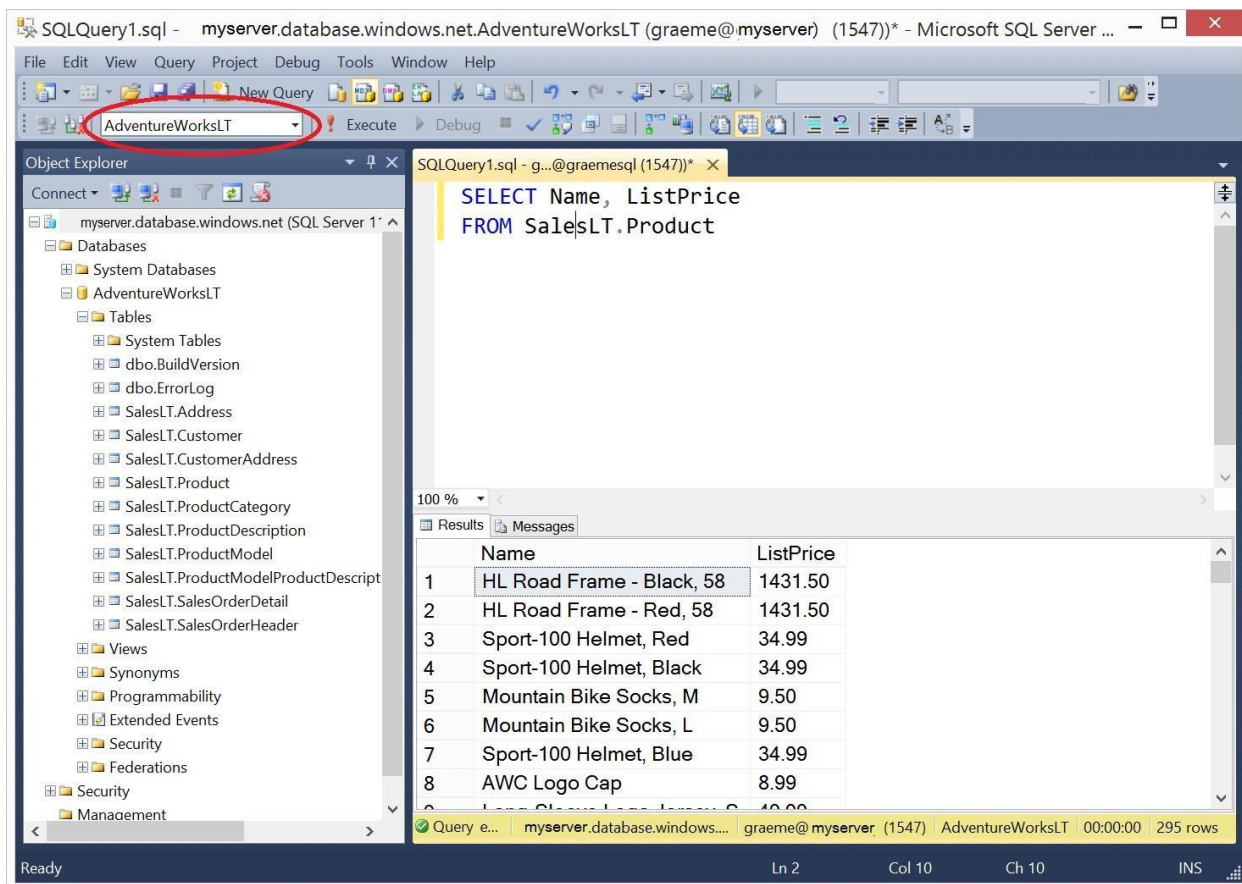 SQLQuery1.sql - myserver.database.windows.net.AdventureWorksLT (graeme@myserver) (1547))* - Microsoft SQL Server ...
File Edit View Query Project Debug Tools Window Help
New Query
AdventureWorksLT Execute Debug
Object Explorer
Connect
myserver.database.windows.net (SQL Server 11
Databases
System Databases
AdventureWorksLT
Tables
System Tables
dbo.BuildVersion
dbo.ErrorLog
SalesLT.Address
SalesLT.Customer
SalesLT.CustomerAddress
SalesLT.Product
SalesLT.ProductCategory
SalesLT.ProductDescription
SalesLT.ProductModel
SalesLT.ProductModelProductDescript
SalesLT.SalesOrderDetail
SalesLT.SalesOrderHeader
Views
Synonyms
Programmability
Extended Events
Security
Federations
Security
Management
SQLQuery1.sql - g...@graemesql (1547))*
SELECT Name, ListPrice
FROM SalesLT.Product
100 %
Results Messages
Name ListPrice
1 HL Road Frame - Black, 58 1431.50
2 HL Road Frame - Red, 58 1431.50
3 Sport-100 Helmet, Red 34.99
4 Sport-100 Helmet, Black 34.99
5 Mountain Bike Socks, M 9.50
6 Mountain Bike Socks, L 9.50
7 Sport-100 Helmet, Blue 34.99
8 AWC Logo Cap 8.99
Query e... myserver.database.windows.... graeme@myserver (1547) AdventureWorksLT 00:00:00 295 rows
Ready Ln 2 Col 10 Ch 10 INS